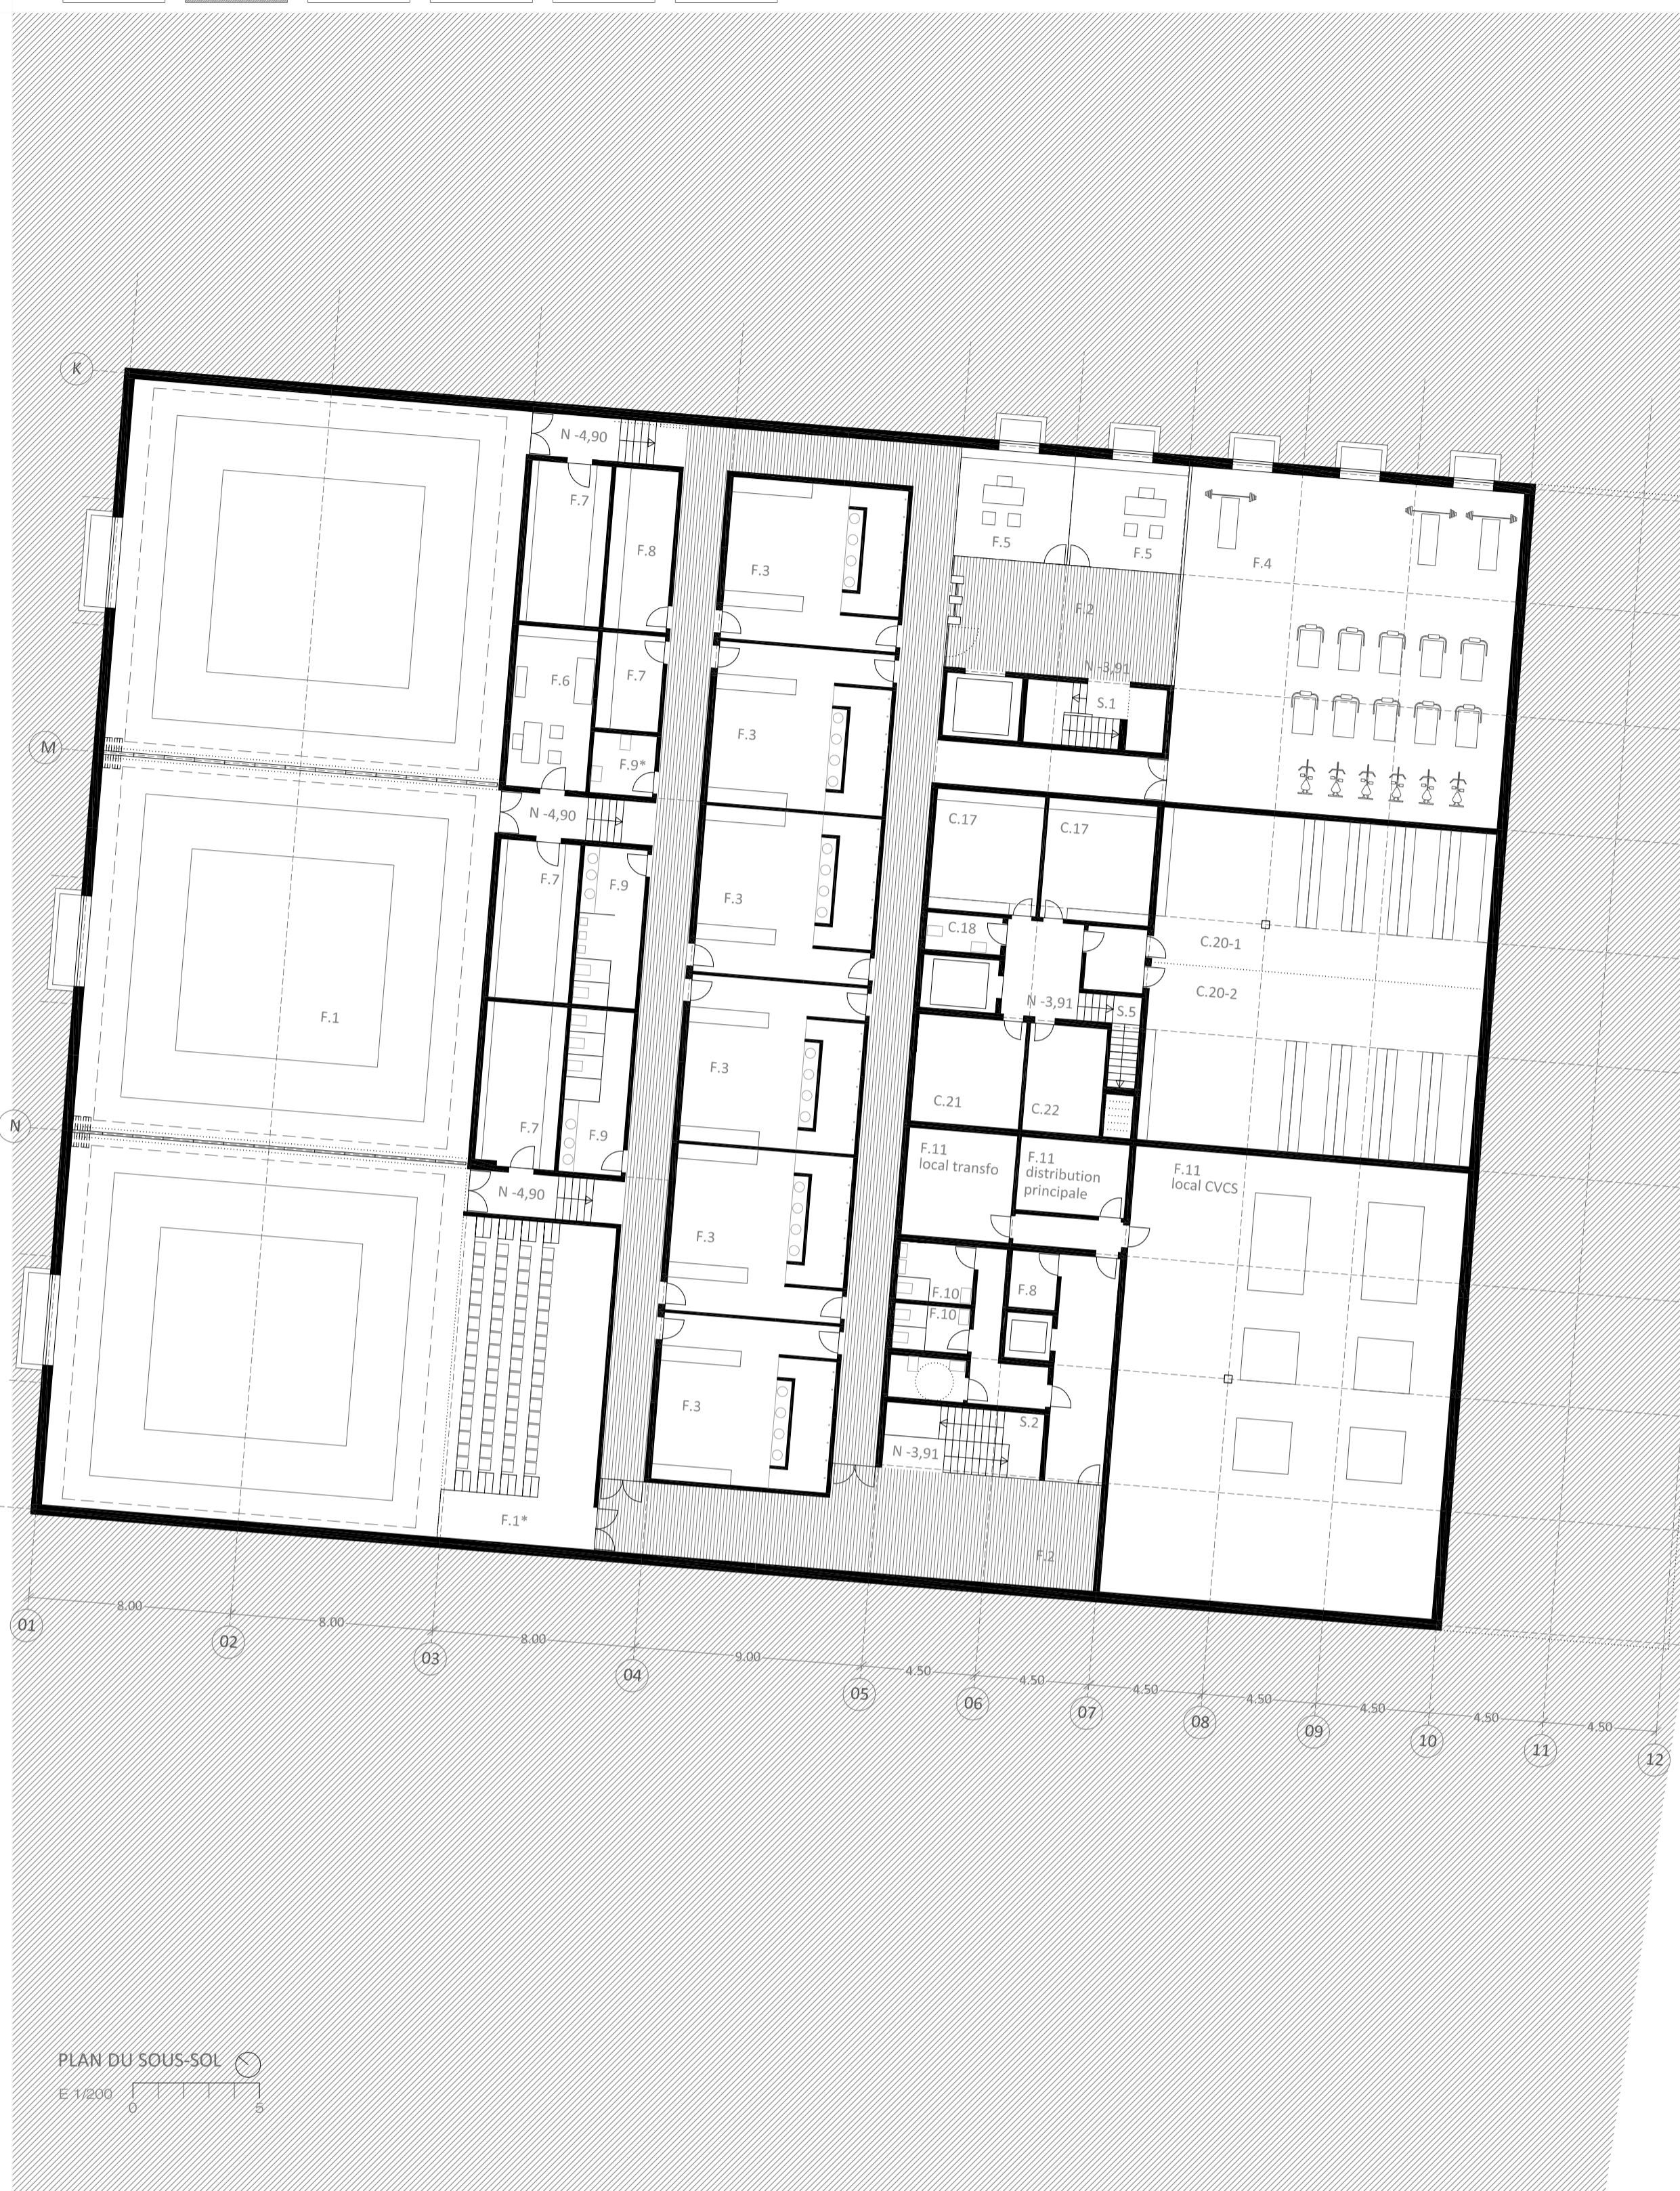 K
N -4,90
F.7
F.8
F.3
F.5
F.5
F.4
F.2
N -3,91
S.1
F.6
F.7
F.9*
M
F.3
N -4,90
F.7
F.9
F.3
C.17
C.17
C.18
C.20-1
C.20-2
N -3,91
S.5
F.1
F.3
C.21
C.22
N
F.7
F.9
F.11
local transfo
F.11
distribution
principale
F.11
local CVCS
N -4,90
F.3
F.10
F.10
F.8
F.3
S.2
N -3,91
F.1*
F.2
8.00
8.00
8.00
9.00
4.50
4.50
4.50
4.50
4.50
4.50
4.50
01
02
03
04
05
06
07
08
09
10
11
12
PLAN DU SOUS-SOL
E 1/200
0
5